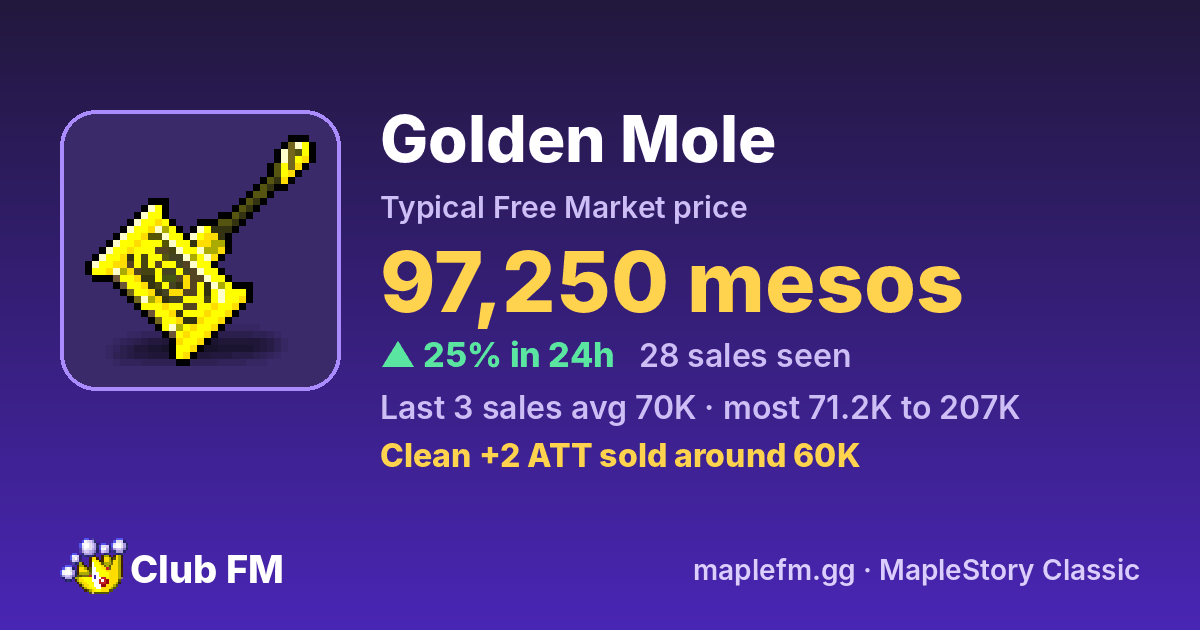 Golden Mole
Typical Free Market price
97,250 mesos
▲ 25% in 24h 28 sales seen
Last 3 sales avg 70K · most 71.2K to 207K
Clean +2 ATT sold around 60K
Club FM
maplefm.gg · MapleStory Classic